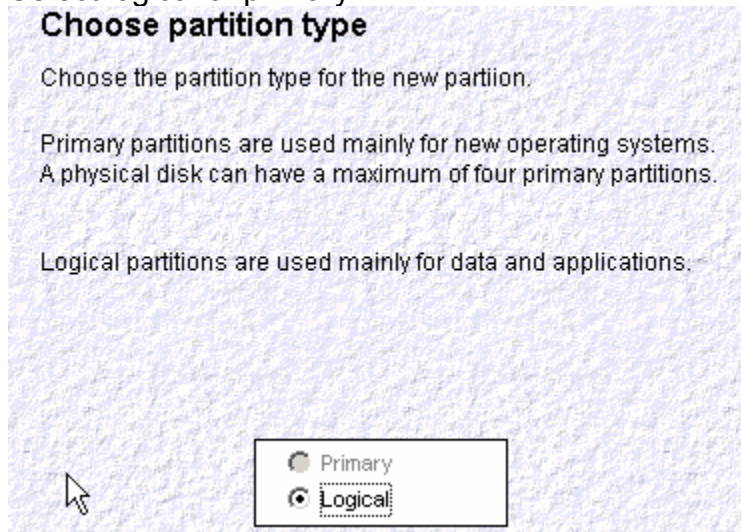 Choose partition type
Choose the partition type for the new partiion.
Primary partitions are used mainly for new operating systems.
A physical disk can have a maximum of four primary partitions.
Logical partitions are used mainly for data and applications.
Primary
Logical